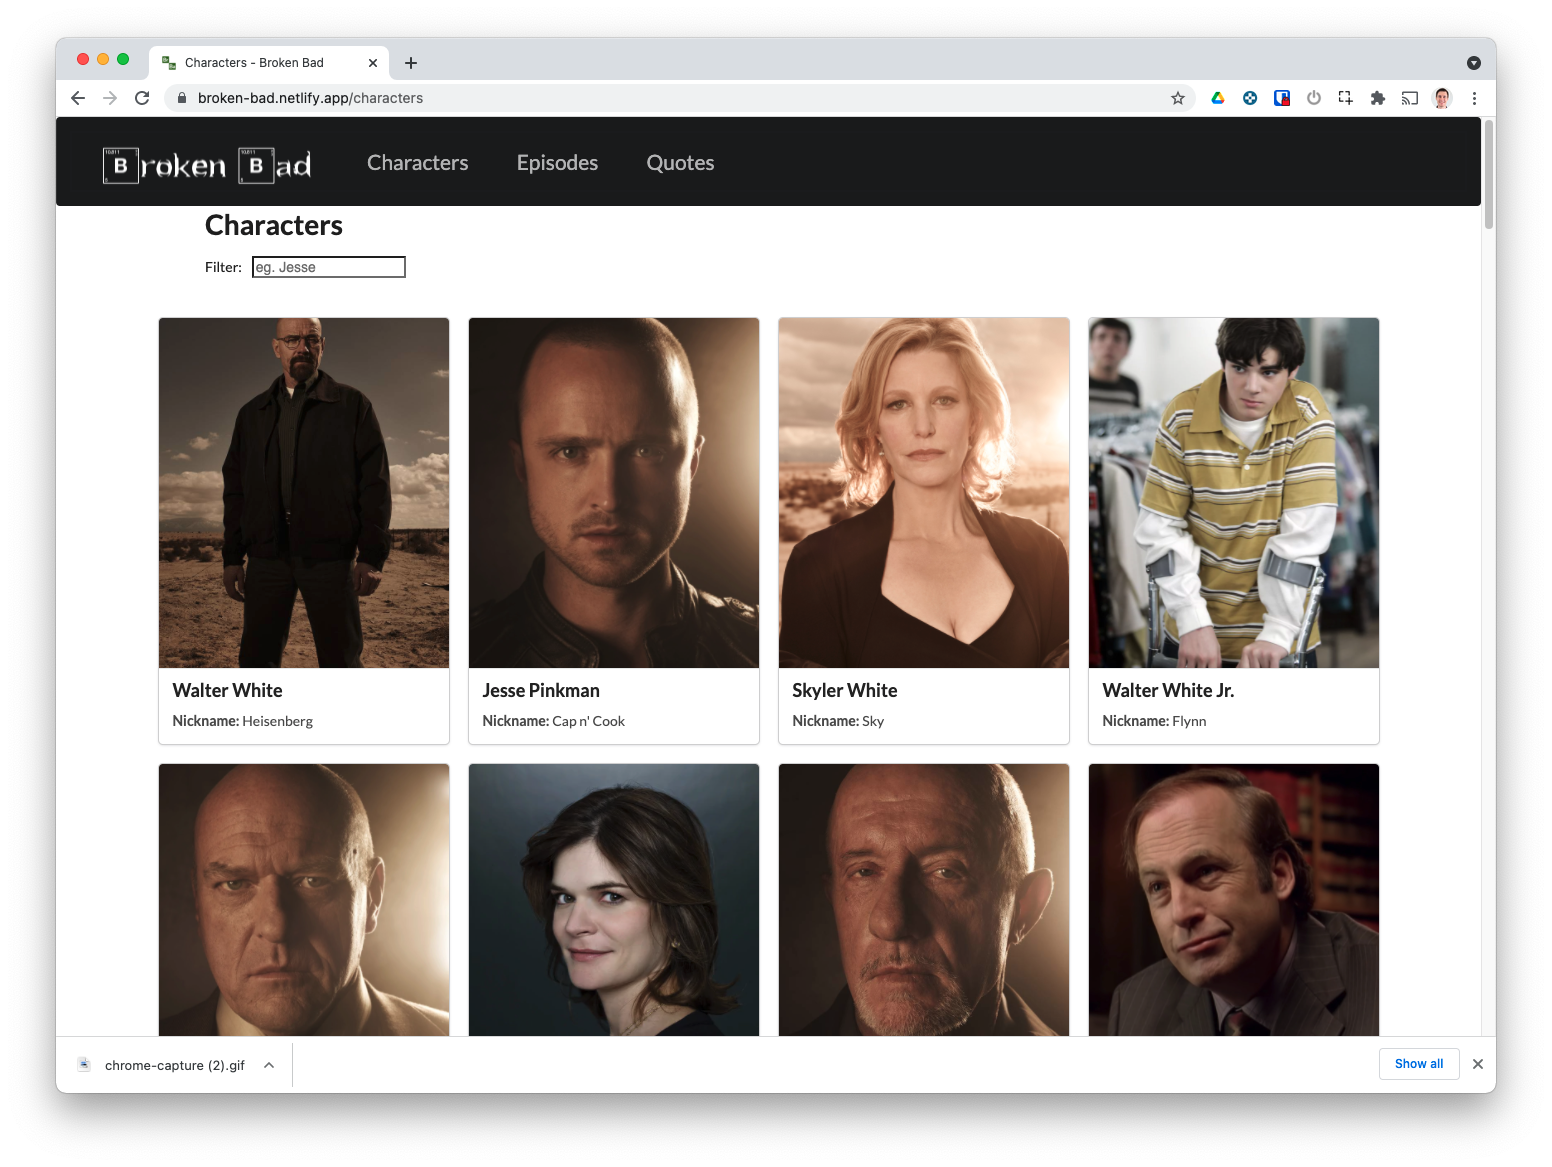 Characters - Broken Bad
broken-bad.netlify.app/characters
Broken Bad
Characters
Episodes
Quotes
Characters
Filter: eg. Jesse
Walter White
Nickname: Heisenberg
Jesse Pinkman
Nickname: Cap n' Cook
Skyler White
Nickname: Sky
Walter White Jr.
Nickname: Flynn
chrome-capture (2).gif
Show all